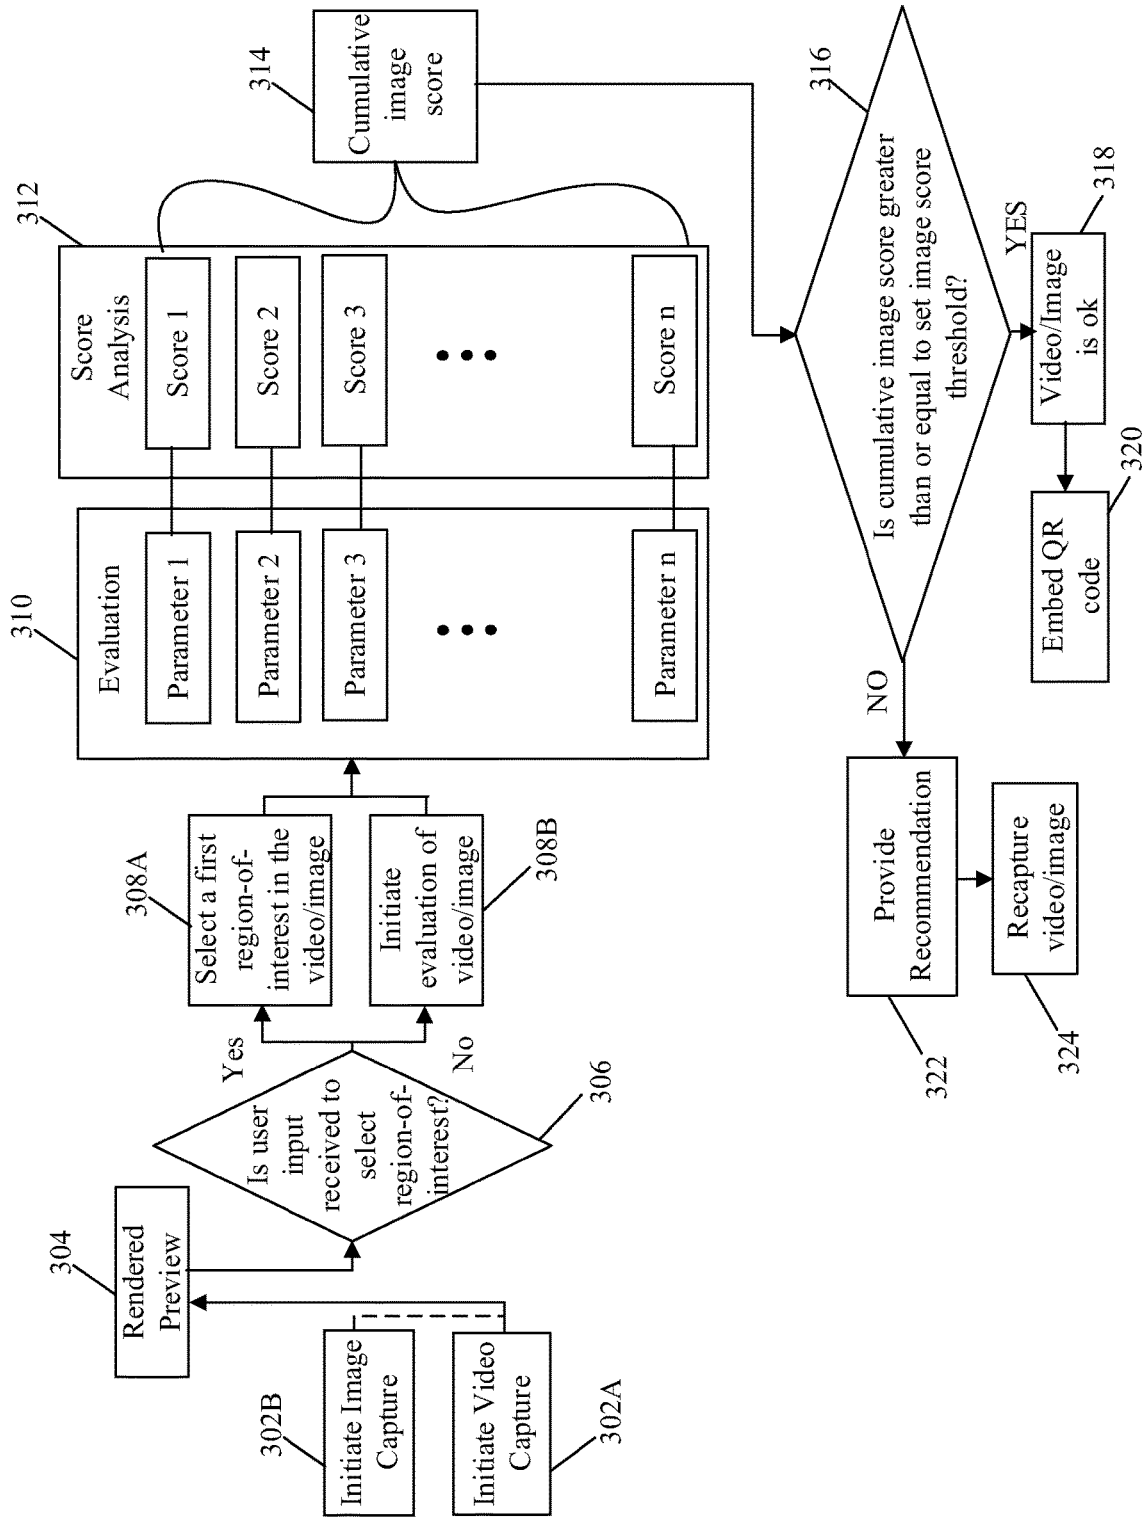 302B
Initiate Image
Capture
Initiate Video
Capture
302A
304
Rendered
Preview
Is user
input
received to
select
region-of-
interest?
306
Yes
No
308A
Select a first
region-of-
interest in the
video/image
Initiate
evaluation of
video/image
308B
310
Evaluation
Parameter 1
Parameter 2
Parameter 3
Parameter n
312
Score
Analysis
Score 1
Score 2
Score 3
Score n
314
Cumulative
image
score
316
Is cumulative image score greater
than or equal to set image score
threshold?
NO
YES
318
Video/Image
is ok
320
Embed QR
code
Provide
Recommendation
322
Recapture
video/image
324